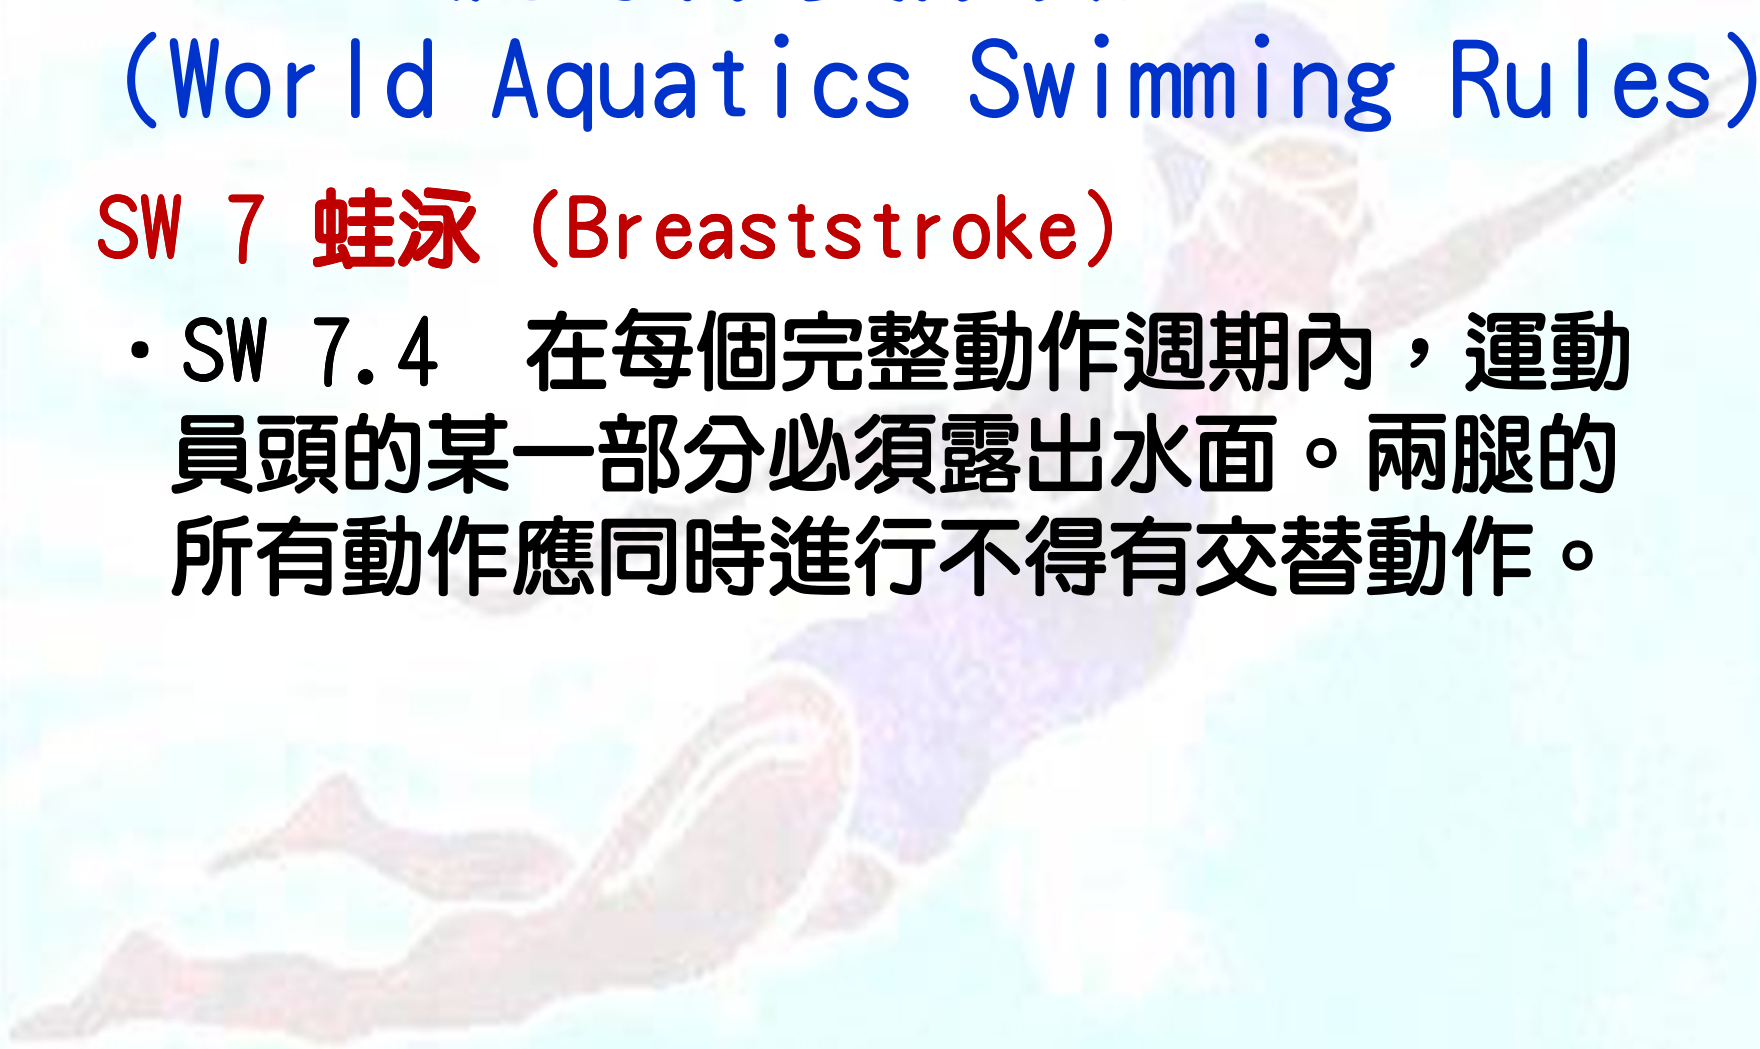 (World Aquatics Swimming Rules)
SW 7 蛙泳 (Breaststroke)
・SW 7.4 在每個完整動作週期內，運動
員頭的某一部分必須露出水面。兩腿的
所有動作應同時進行不得有交替動作。